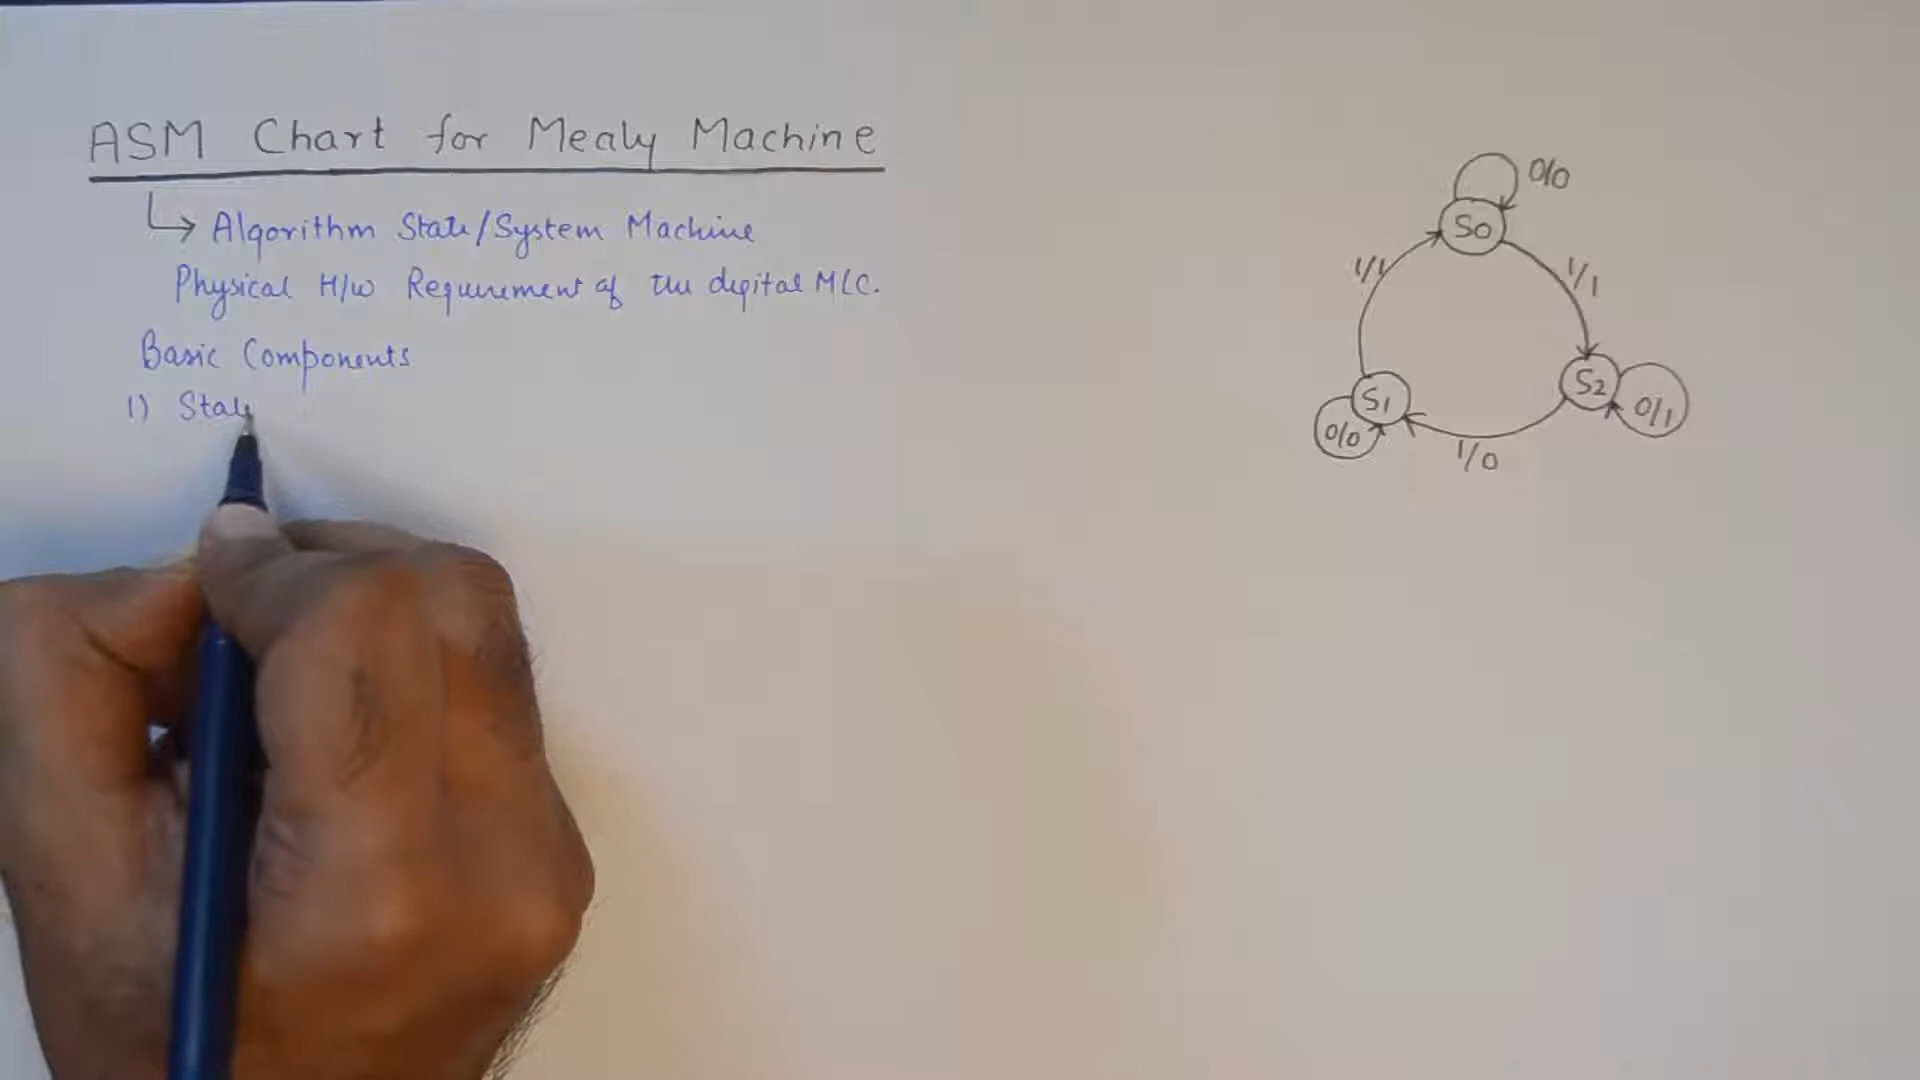 ASM Chart for Mealy Machine
↳ Algorithm State/System Machine
Physical H/w Requirement of the digital M/C.
Basic Components
1) State
0/0
S0
1/1
1/1
S1
S2
0/0
0/1
1/0